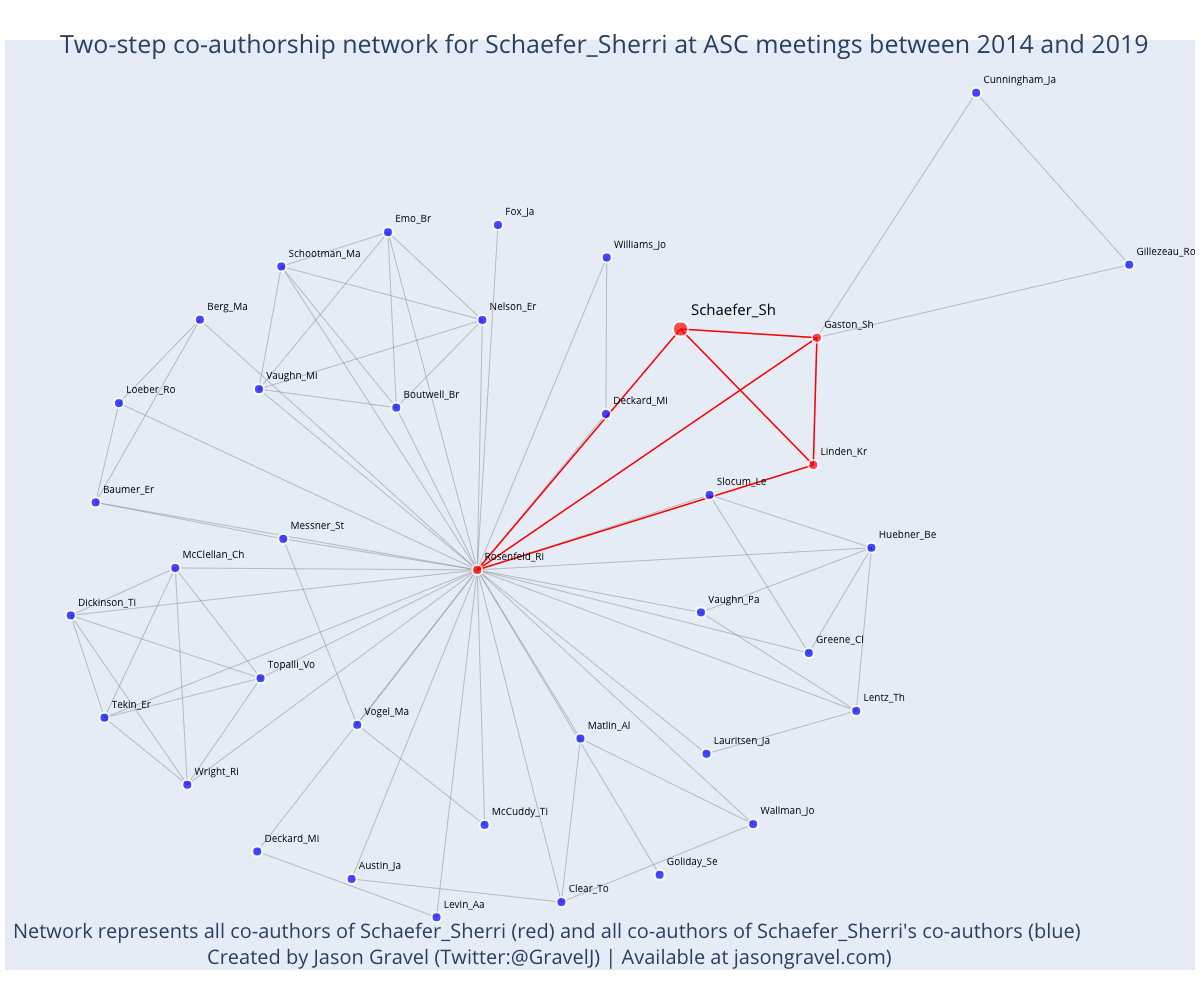 Two-step co-authorship network for Schaefer_Sherri at ASC meetings between 2014 and 2019
Cunningham_Ja
Fox_Ja
Emo_Br
Williams_Jo
Schootman_Ma
Gillezeau_Ro
Berg_Ma
Nelson_Er
Schaefer_Sh
Gaston_Sh
Vaughn_Mi
Loeber_Ro
Boutwell_Br
Deckard_Mi
Linden_Kr
Slocum_Le
Baumer_Er
Messner_St
Huebner_Be
McClellan_Ch
Rosenfeld_Ri
Vaughn_Pa
Dickinson_Ti
Greene_Cl
Topalli_Vo
Lentz_Th
Tekin_Er
Vogel_Ma
Matlin_Al
Lauritsen_Ja
Wright_Ri
McCuddy_Ti
Wallman_Jo
Deckard_Mi
Austin_Ja
Goliday_Se
Clear_To
Levin_Aa
Network represents all co-authors of Schaefer_Sherri (red) and all co-authors of Schaefer_Sherri's co-authors (blue)
Created by Jason Gravel (Twitter:@GravelJ) | Available at jasongravel.com)